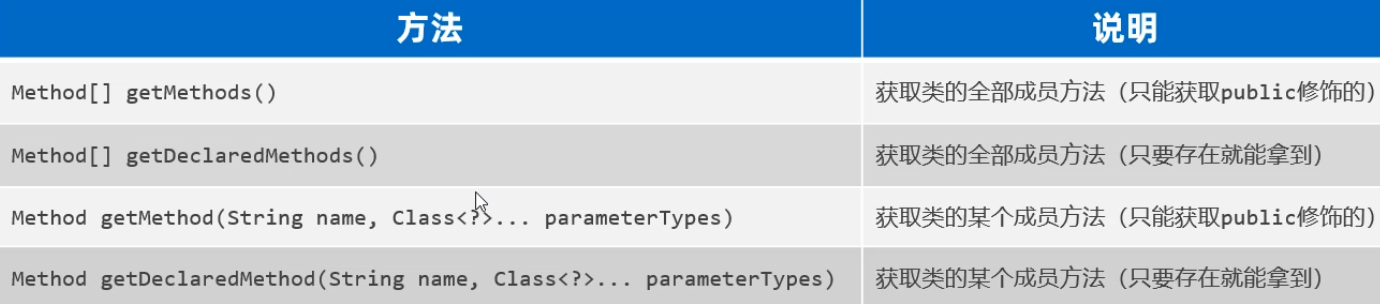 方法 说明
Method[] getMethods() 获取类的全部成员方法（只能获取public修饰的）
Method[] getDeclaredMethods() 获取类的全部成员方法（只要存在就能拿到）
Method getMethod(String name, Class<?>... parameterTypes) 获取类的某个成员方法（只能获取public修饰的）
Method getDeclaredMethod(String name, Class<?>... parameterTypes) 获取类的某个成员方法（只要存在就能拿到）